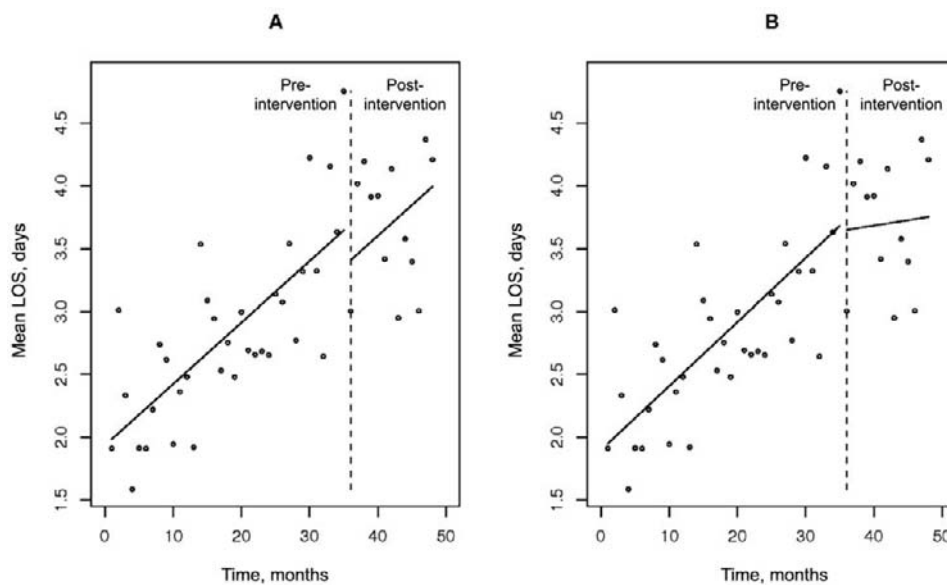 A
Pre-
intervention
Post-
intervention
4.5
4.0
3.5
3.0
2.5
2.0
1.5
Mean LOS, days
0
10
20
30
40
50
Time, months
B
Pre-
intervention
Post-
intervention
4.5
4.0
3.5
3.0
2.5
2.0
1.5
Mean LOS, days
0
10
20
30
40
50
Time, months